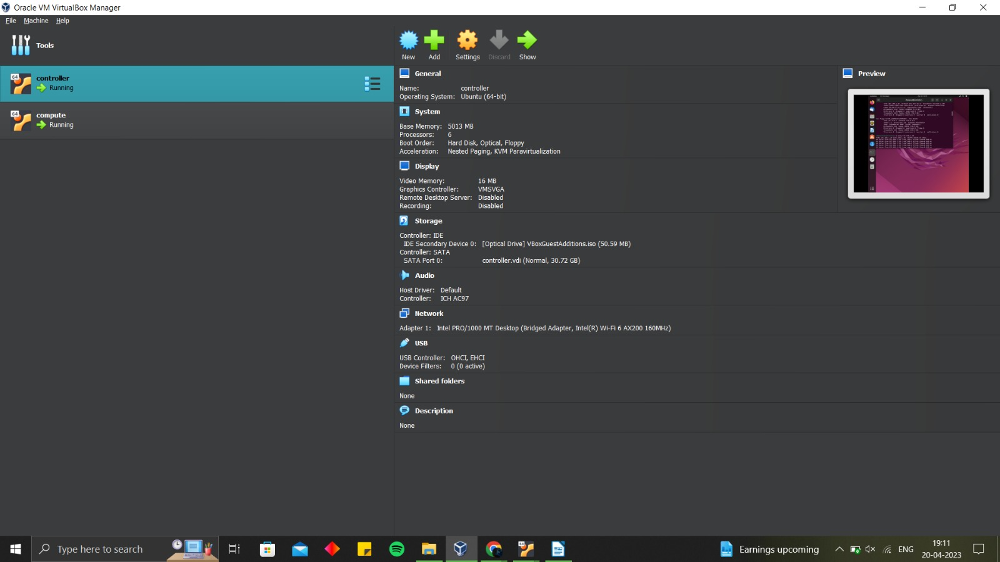 Oracle VM VirtualBox Manager
File Machine Help
Tools
New Add Settings Discard Show
64 controller
Running
64 compute
Running
General
Name: controller
Operating System: Ubuntu (64-bit)
Preview
System
Base Memory: 5013 MB
Processors: 6
Boot Order: Hard Disk, Optical, Floppy
Acceleration: Nested Paging, KVM Paravirtualization
Display
Video Memory: 16 MB
Graphics Controller: VMSVGA
Remote Desktop Server: Disabled
Recording: Disabled
Storage
Controller: IDE
IDE Secondary Device 0: [Optical Drive] VBoxGuestAdditions.iso (50.59 MB)
Controller: SATA
SATA Port 0: controller.vdi (Normal, 30.72 GB)
Audio
Host Driver: Default
Controller: ICH AC97
Network
Adapter 1: Intel PRO/1000 MT Desktop (Bridged Adapter, Intel(R) Wi-Fi 6 AX200 160MHz)
USB
USB Controller: OHCI, EHCI
Device Filters: 0 (0 active)
Shared folders
None
Description
None
Type here to search
Earnings upcoming
ENG
19:11
20-04-2023